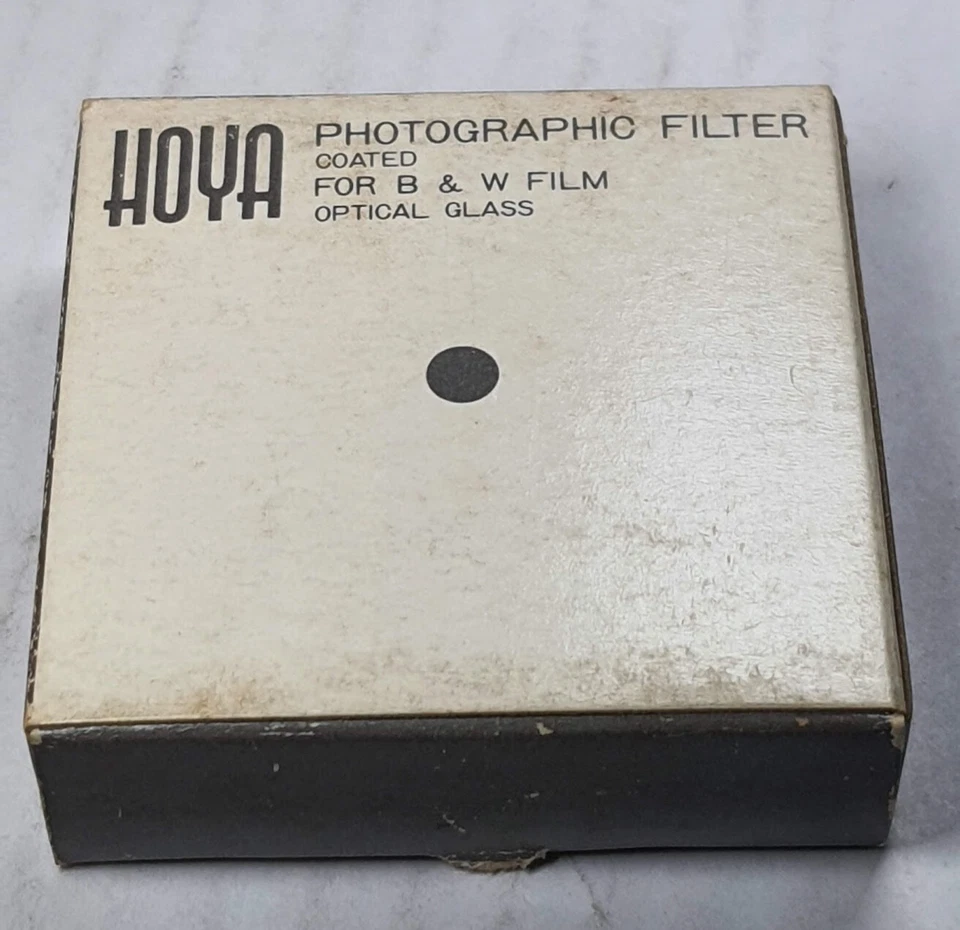 HOYA
PHOTOGRAPHIC FILTER
COATED
FOR B & W FILM
OPTICAL GLASS